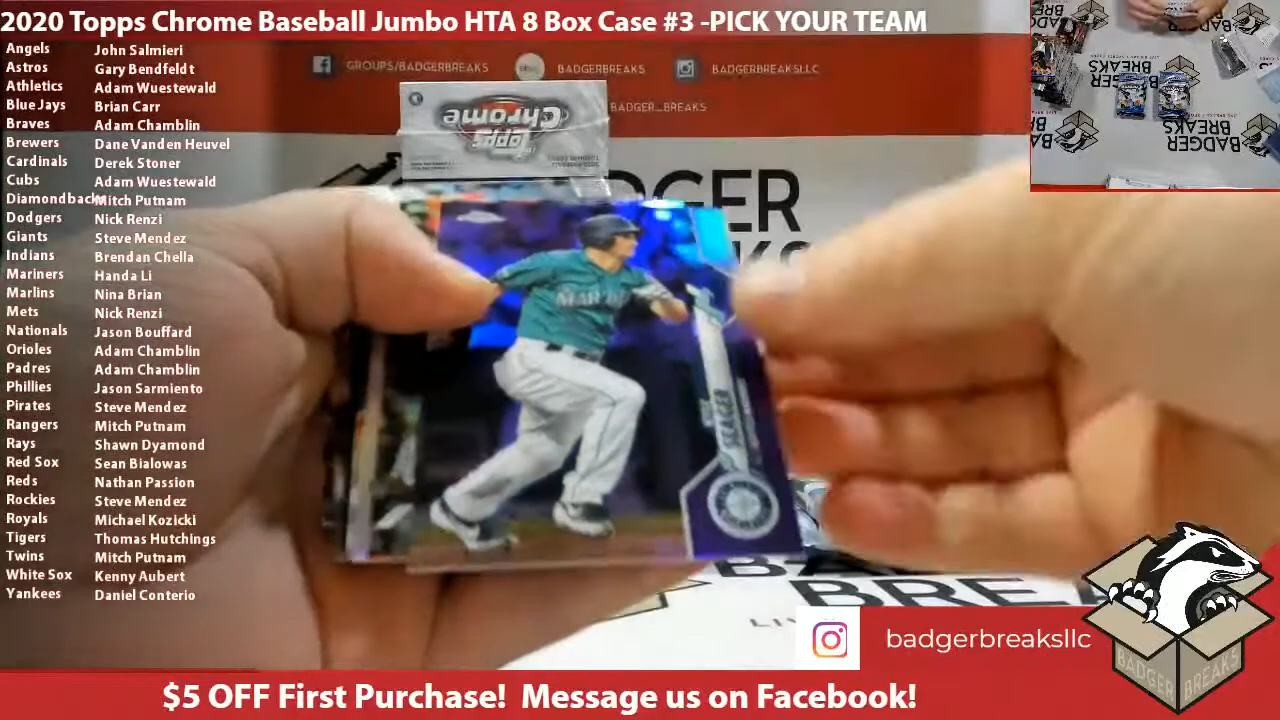 2020 Topps Chrome Baseball Jumbo HTA 8 Box Case #3 -PICK YOUR TEAM
Angels John Salmieri
Astros Gary Bendfeldt
Athletics Adam Wuestewald
Blue Jays Brian Carr
Braves Adam Chamblin
Brewers Dane Vanden Heuvel
Cardinals Derek Stoner
Cubs Adam Wuestewald
Diamondbacks Mitch Putnam
Dodgers Nick Renzi
Giants Steve Mendez
Indians Brendan Chella
Mariners Handa Li
Marlins Nina Brian
Mets Nick Renzi
Nationals Jason Bouffard
Orioles Adam Chamblin
Padres Adam Chamblin
Phillies Jason Sarmiento
Pirates Steve Mendez
Rangers Mitch Putnam
Rays Shawn Dyamond
Red Sox Sean Bialowas
Reds Nathan Passion
Rockies Steve Mendez
Royals Michael Kozicki
Tigers Thomas Hutchings
Twins Mitch Putnam
White Sox Kenny Aubert
Yankees Daniel Conterio
GROUPS/BADGERBREAKS BADGERBREAKS BADGERBREAKSLLC
BADGER_BREAKS
Topps Chrome
SEAGER
BADGER
BREAKS
badgerbreaksllc
BADGER BREAKS
$5 OFF First Purchase! Message us on Facebook!